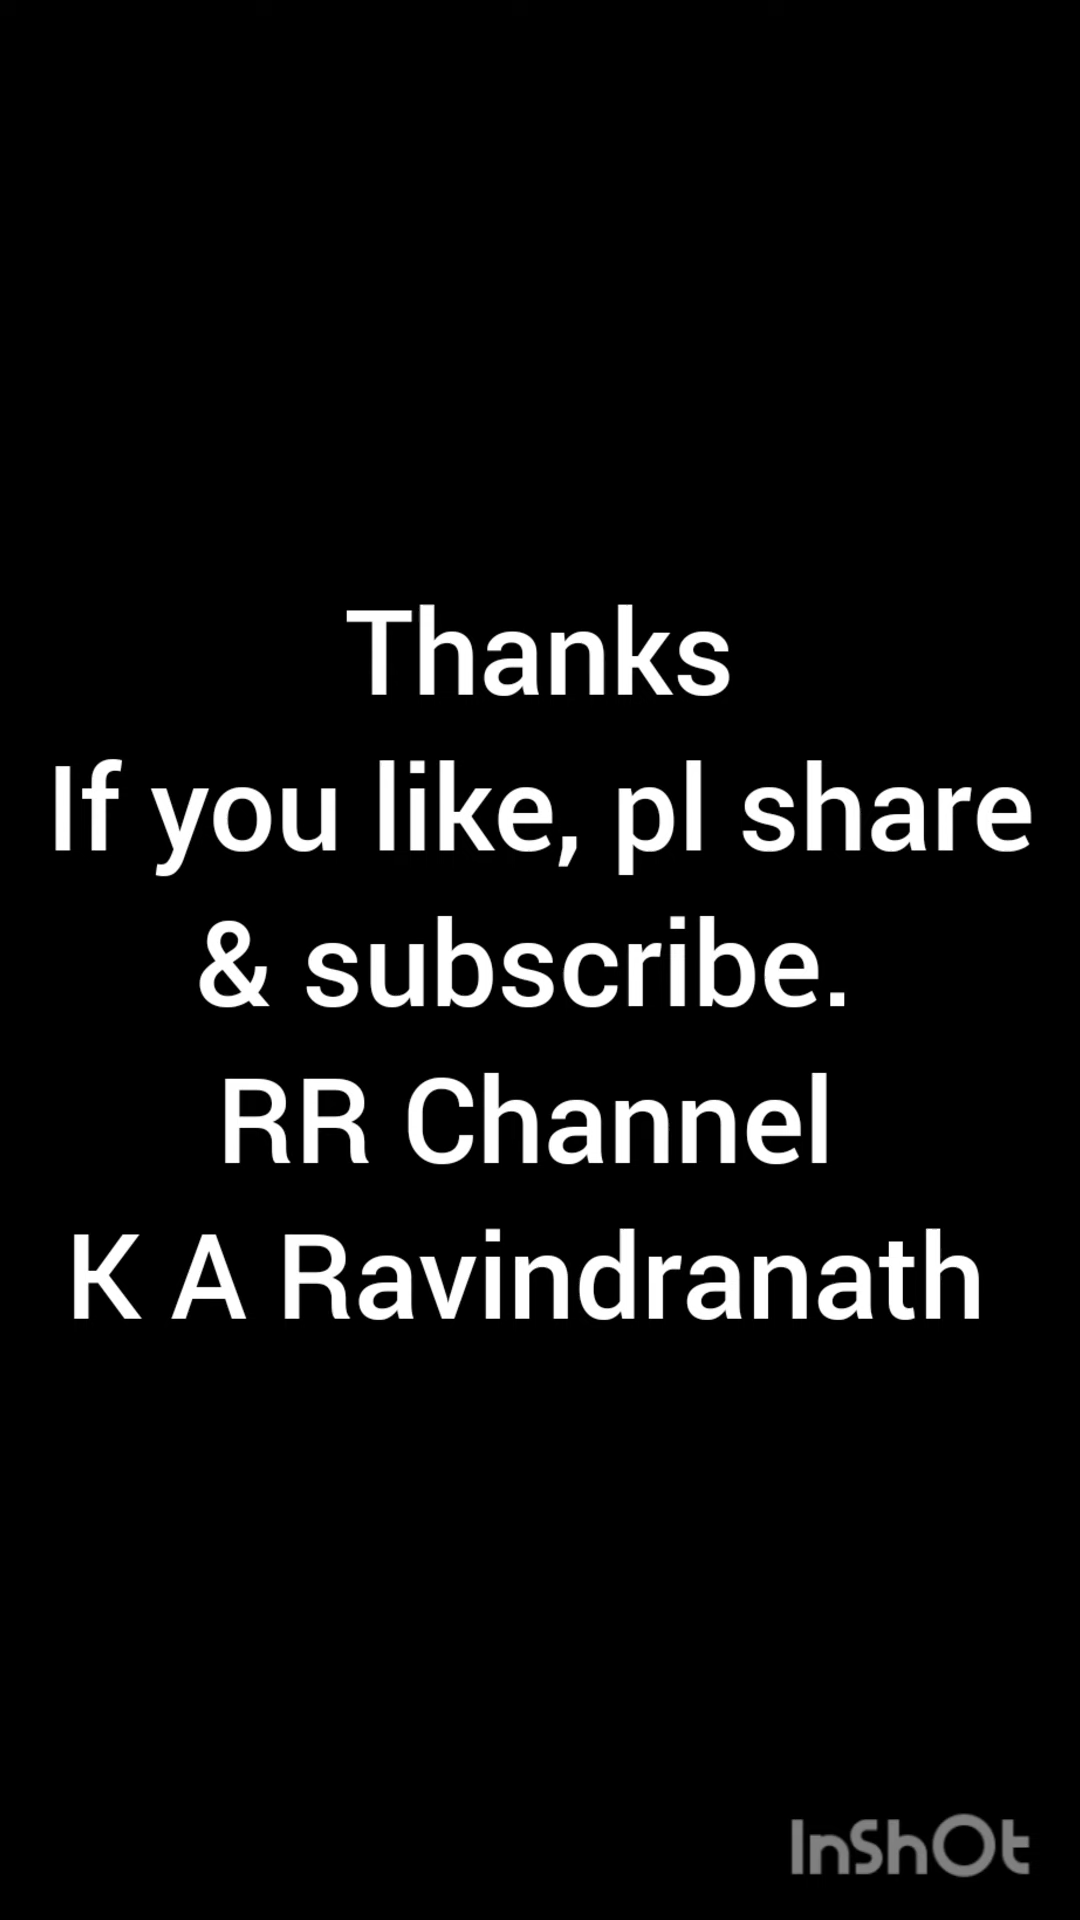 Thanks
If you like, pl share
& subscribe.
RR Channel
K A Ravindranath
InShOt